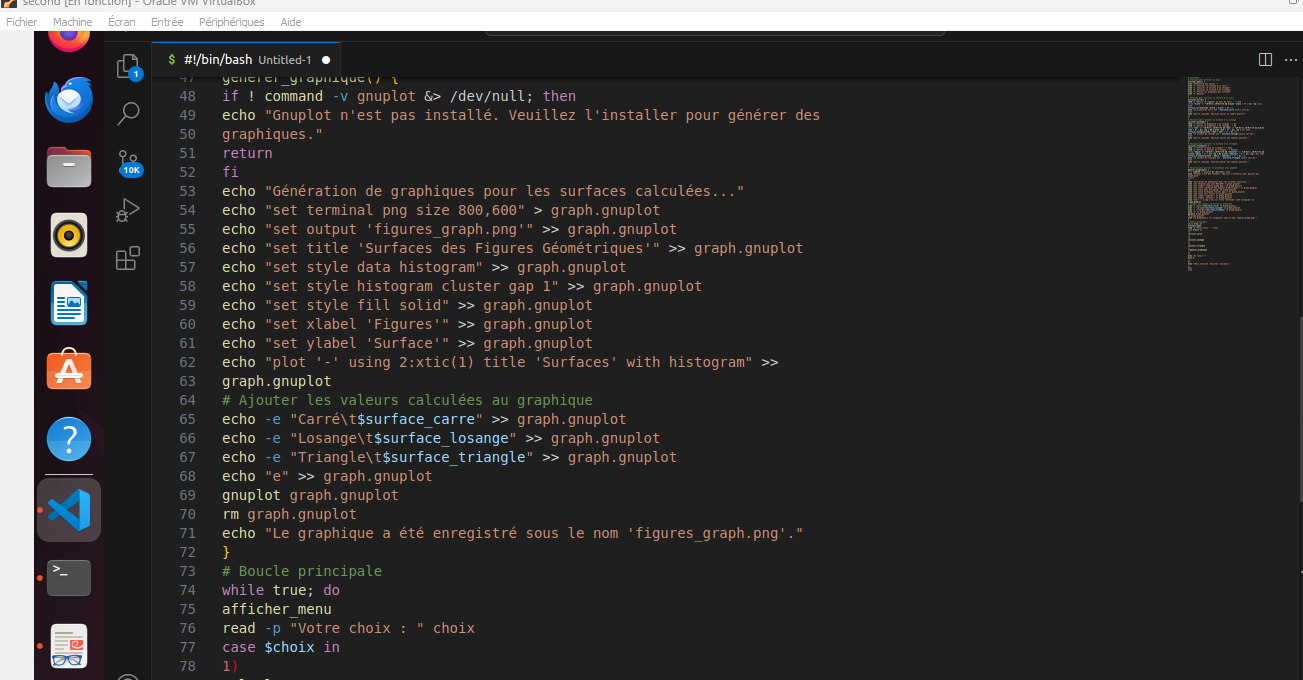 second [En fonction] - Oracle VM VirtualBox
Fichier Machine Écran Entrée Périphériques Aide
$ #!/bin/bash Untitled-1
1
10K
47 generer_graphique() {
48 if ! command -v gnuplot &> /dev/null; then
49 echo "Gnuplot n'est pas installé. Veuillez l'installer pour générer des
50 graphiques."
51 return
52 fi
53 echo "Génération de graphiques pour les surfaces calculées..."
54 echo "set terminal png size 800,600" > graph.gnuplot
55 echo "set output 'figures_graph.png'" >> graph.gnuplot
56 echo "set title 'Surfaces des Figures Géométriques'" >> graph.gnuplot
57 echo "set style data histogram" >> graph.gnuplot
58 echo "set style histogram cluster gap 1" >> graph.gnuplot
59 echo "set style fill solid" >> graph.gnuplot
60 echo "set xlabel 'Figures'" >> graph.gnuplot
61 echo "set ylabel 'Surface'" >> graph.gnuplot
62 echo "plot '-' using 2:xtic(1) title 'Surfaces' with histogram" >>
63 graph.gnuplot
64 # Ajouter les valeurs calculées au graphique
65 echo -e "Carré\t$surface_carre" >> graph.gnuplot
66 echo -e "Losange\t$surface_losange" >> graph.gnuplot
67 echo -e "Triangle\t$surface_triangle" >> graph.gnuplot
68 echo "e" >> graph.gnuplot
69 gnuplot graph.gnuplot
70 rm graph.gnuplot
71 echo "Le graphique a été enregistré sous le nom 'figures_graph.png'."
72 }
73 # Boucle principale
74 while true; do
75 afficher_menu
76 read -p "Votre choix : " choix
77 case $choix in
78 1)